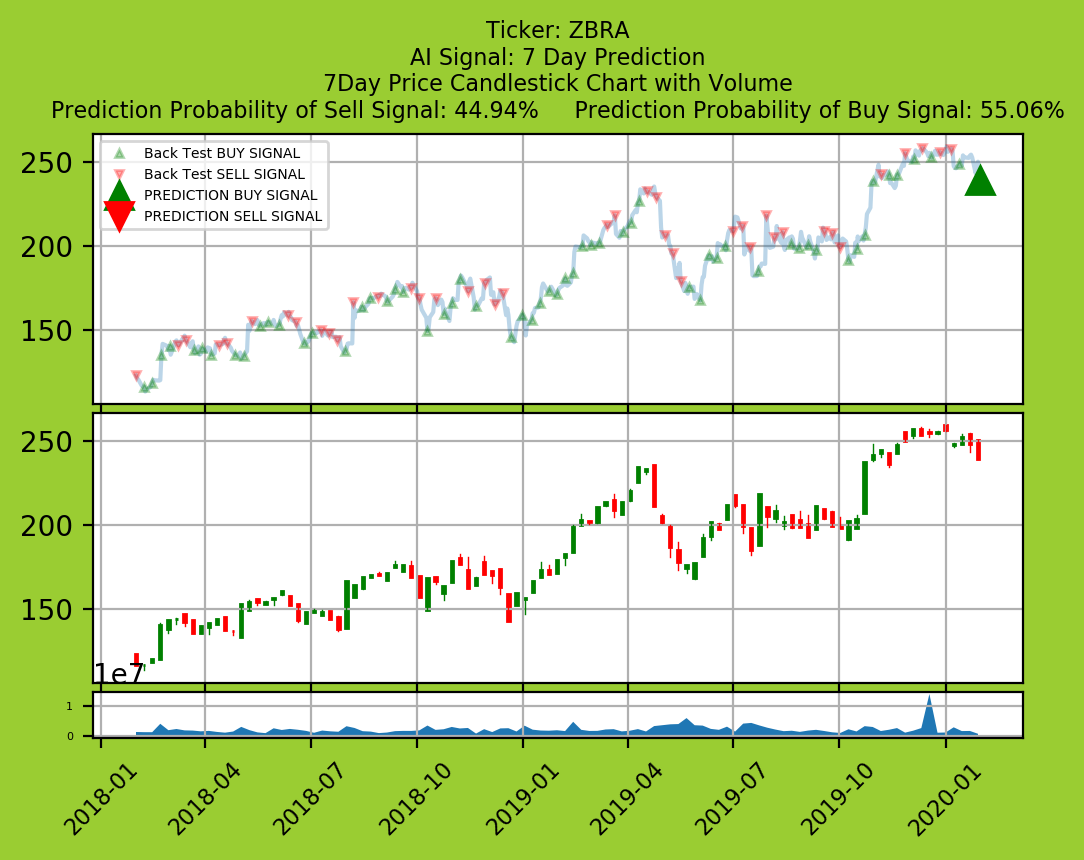 Ticker: ZBRA
AI Signal: 7 Day Prediction
7Day Price Candlestick Chart with Volume
Prediction Probability of Sell Signal: 44.94%     Prediction Probability of Buy Signal: 55.06%
Back Test BUY SIGNAL
Back Test SELL SIGNAL
PREDICTION BUY SIGNAL
PREDICTION SELL SIGNAL
250
200
150
250
200
150
1e7
1
0
2018-01
2018-04
2018-07
2018-10
2019-01
2019-04
2019-07
2019-10
2020-01